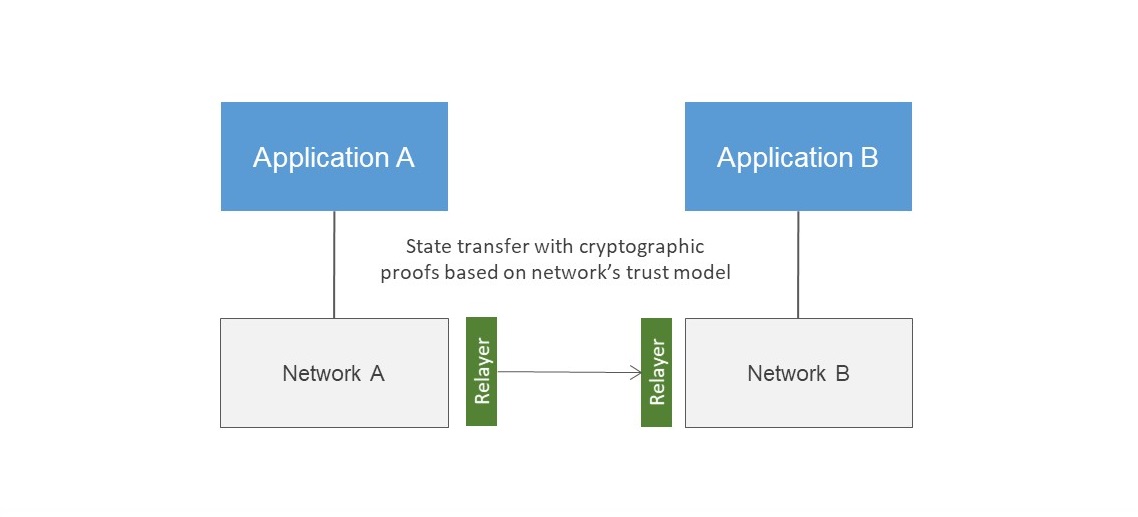 Application A
Application B
State transfer with cryptographic
proofs based on network’s trust model
Network A
Relayer
Relayer
Network B